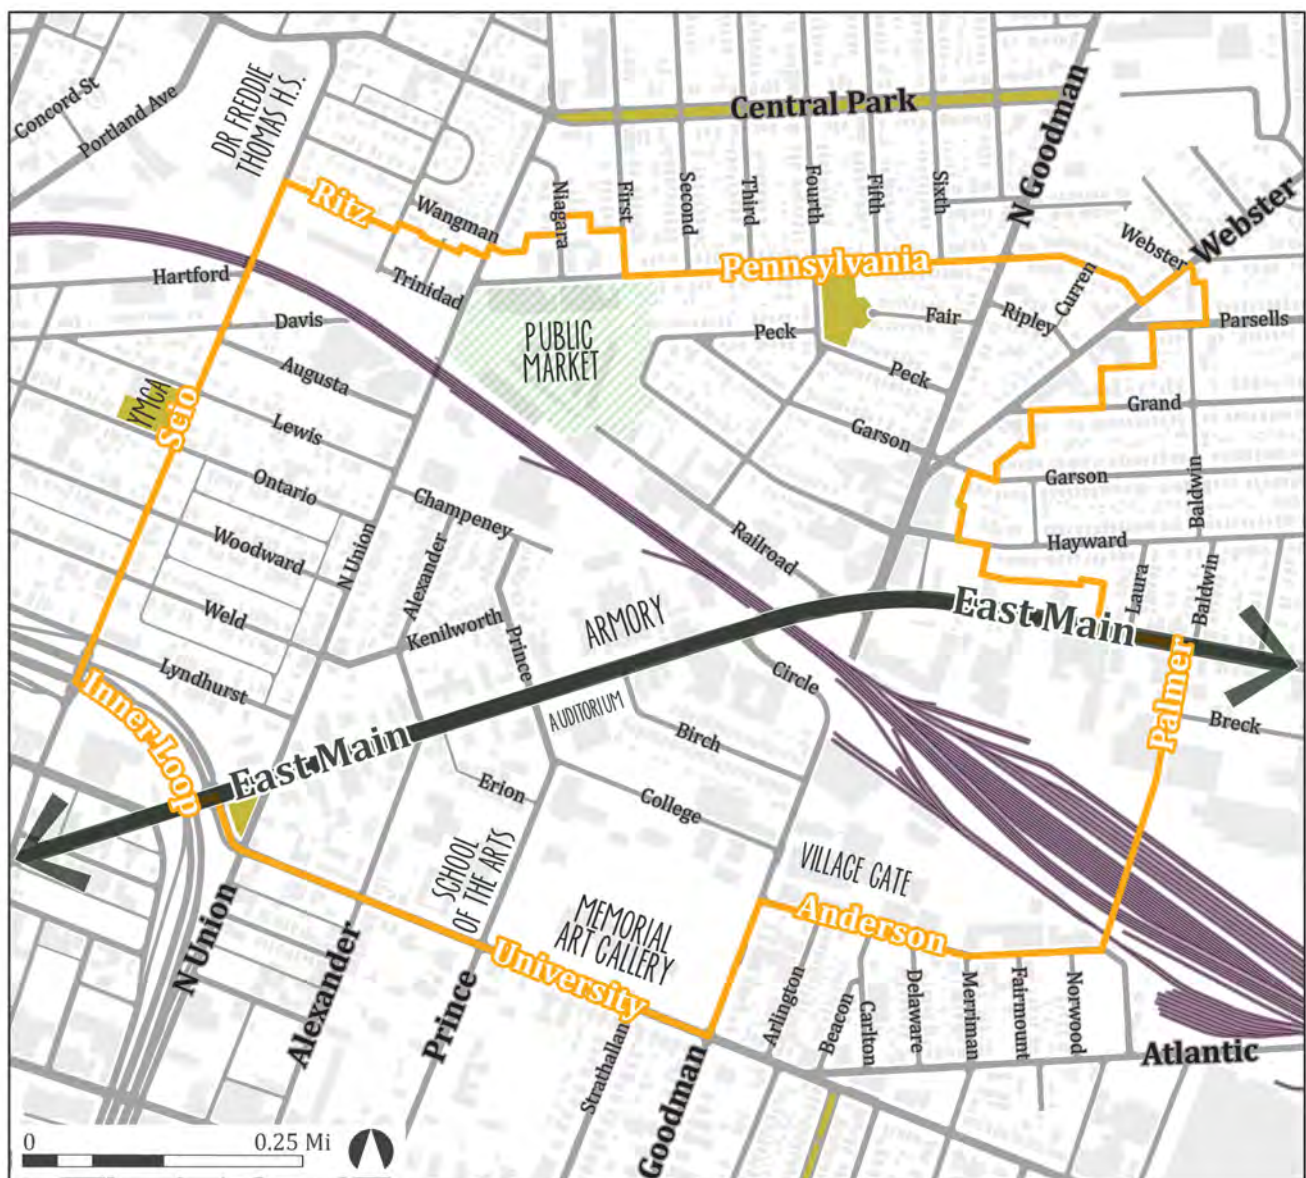 Concord St
Portland Ave
DR FREDDIE
THOMAS H.S.
Central Park
N Goodman
Ritz
Wangman
Niagara
First
Second
Third
Fourth
Fifth
Sixth
Webster
Webster
Hartford
Trinidad
Pennsylvania
Curren
Ripley
Fair
Parsells
Davis
PUBLIC
MARKET
Peck
Peck
Augusta
YMCA
Scio
Lewis
Grand
Garson
Garson
Baldwin
Ontario
Champeney
Woodward
N Union
Alexander
Railroad
Hayward
Laura
Baldwin
Weld
Kenilworth
Prince
ARMORY
East Main
Lyndhurst
Inner Loop
AUDITORIUM
Circle
Palmer
Breck
East Main
Birch
Erion
College
SCHOOL
OF THE ARTS
VILLAGE GATE
MEMORIAL
ART GALLERY
Anderson
N Union
Alexander
Prince
University
Strathallan
Goodman
Arlington
Beacon
Carlton
Delaware
Merriman
Fairmount
Norwood
Atlantic
0
0.25 Mi